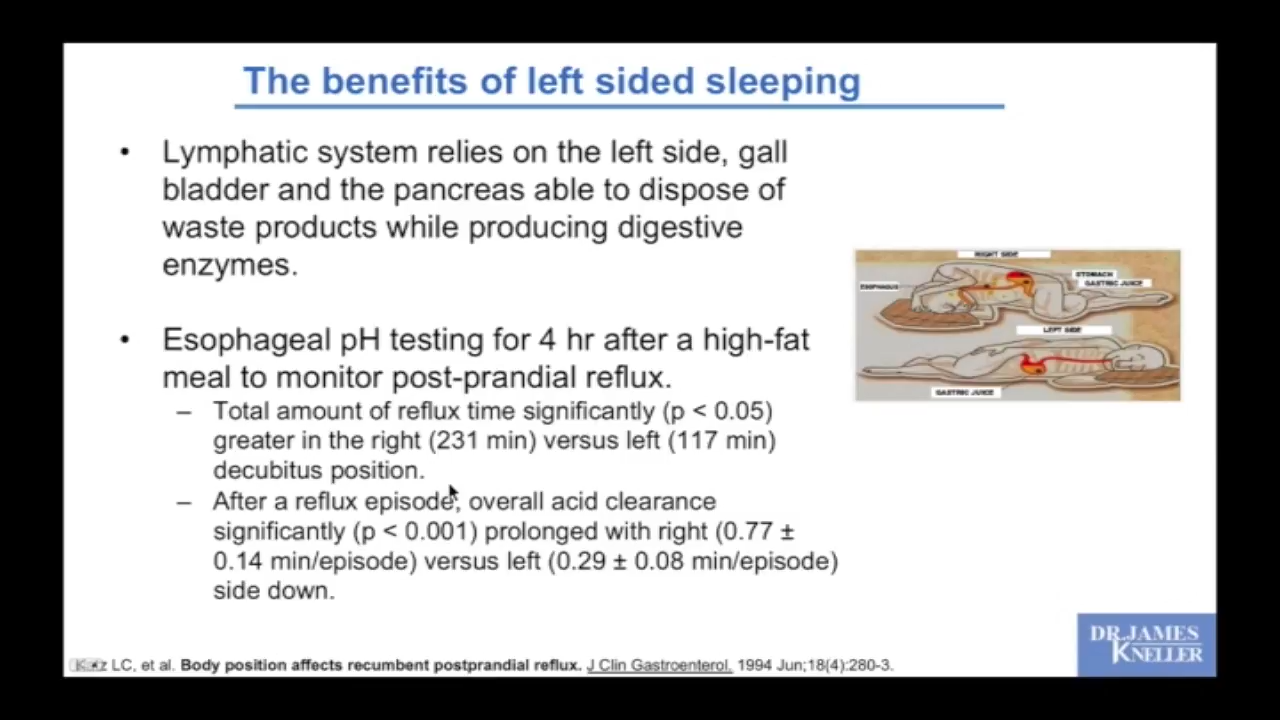 The benefits of left sided sleeping
• Lymphatic system relies on the left side, gall
bladder and the pancreas able to dispose of
waste products while producing digestive
enzymes.
• Esophageal pH testing for 4 hr after a high-fat
meal to monitor post-prandial reflux.
– Total amount of reflux time significantly (p < 0.05)
greater in the right (231 min) versus left (117 min)
decubitus position.
– After a reflux episode, overall acid clearance
significantly (p < 0.001) prolonged with right (0.77 ±
0.14 min/episode) versus left (0.29 ± 0.08 min/episode)
side down.
RIGHT SIDE
ESOPHAGUS
STOMACH
GASTRIC JUICE
LEFT SIDE
GASTRIC JUICE
LC, et al. Body position affects recumbent postprandial reflux. J Clin Gastroenterol. 1994 Jun;18(4):280-3.
DR. JAMES
KNELLER